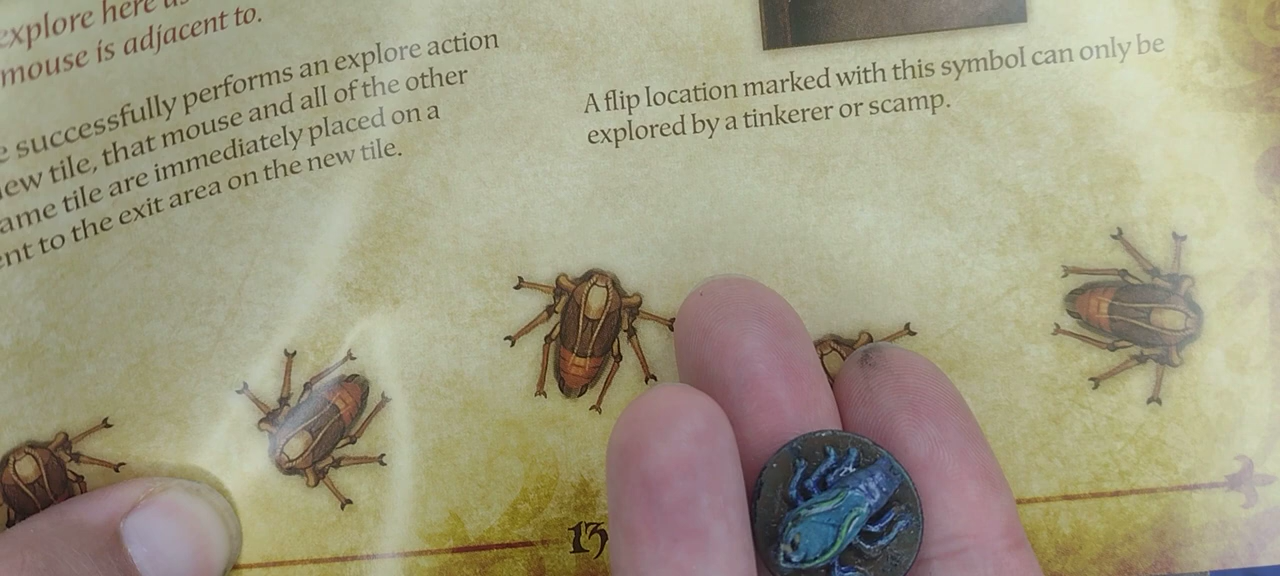 explore here
mouse is adjacent to.
successfully performs an explore action
new tile, that mouse and all of the other
same tile are immediately placed on a
to the exit area on the new tile.
A flip location marked with this symbol can only be
explored by a tinkerer or scamp.
13